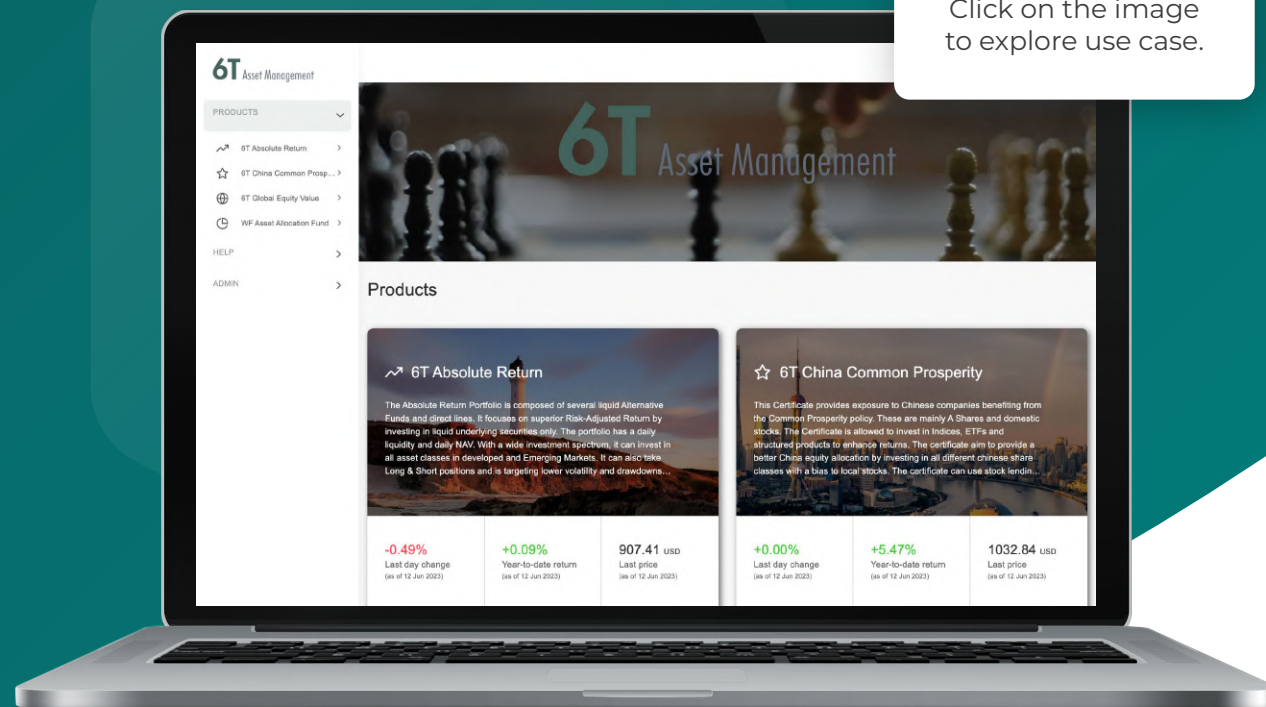 Click on the image
to explore use case.
6T Asset Management
PRODUCTS
6T Absolute Return
6T China Common Prosp...
6T Global Equity Value
WF Asset Allocation Fund
HELP
ADMIN
6T Asset Management
Products
6T Absolute Return
The Absolute Return Portfolio is composed of several liquid Alternative
Funds and direct lines. It focuses on superior Risk-Adjusted Return by
investing in liquid underlying securities only. The portfolio has a daily
liquidity and daily NAV. With a wide investment spectrum, it can invest in
all asset classes in developed and Emerging Markets. It can also take
Long & Short positions and is targeting lower volatility and drawdowns...
-0.49%
Last day change
(as of 12 Jun 2023)
+0.09%
Year-to-date return
(as of 12 Jun 2023)
907.41 USD
Last price
(as of 12 Jun 2023)
6T China Common Prosperity
This Certificate provides exposure to Chinese companies benefiting from
the Common Prosperity policy. These are mainly A Shares and domestic
stocks. The Certificate is allowed to invest in Indices, ETFs and
structured products to enhance returns. The certificate aim to provide a
better China equity allocation by investing in all different chinese share
classes with a bias to local stocks. The certificate can use stock lendin...
+0.00%
Last day change
(as of 12 Jun 2023)
+5.47%
Year-to-date return
(as of 12 Jun 2023)
1032.84 USD
Last price
(as of 12 Jun 2023)